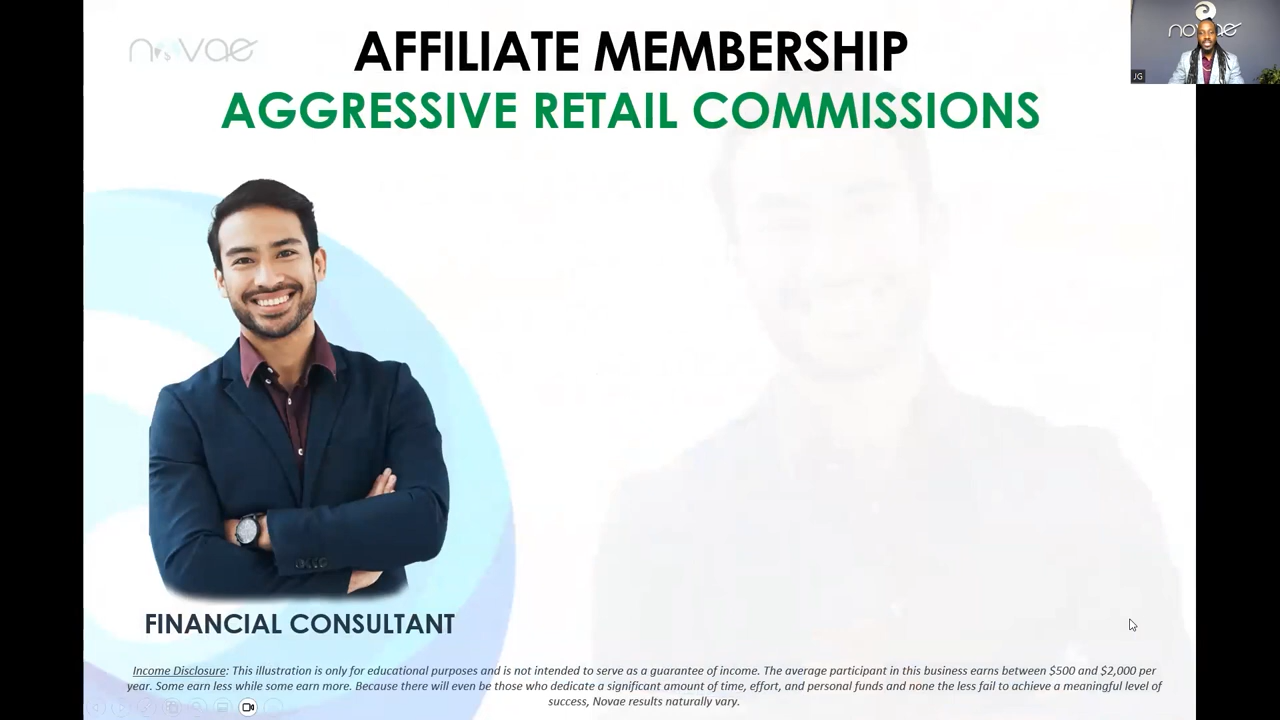 novae
AFFILIATE MEMBERSHIP
AGGRESSIVE RETAIL COMMISSIONS
novae
JG
FINANCIAL CONSULTANT
Income Disclosure: This illustration is only for educational purposes and is not intended to serve as a guarantee of income. The average participant in this business earns between $500 and $2,000 per
year. Some earn less while some earn more. Because there will even be those who dedicate a significant amount of time, effort, and personal funds and none the less fail to achieve a meaningful level of
success, Novae results naturally vary.